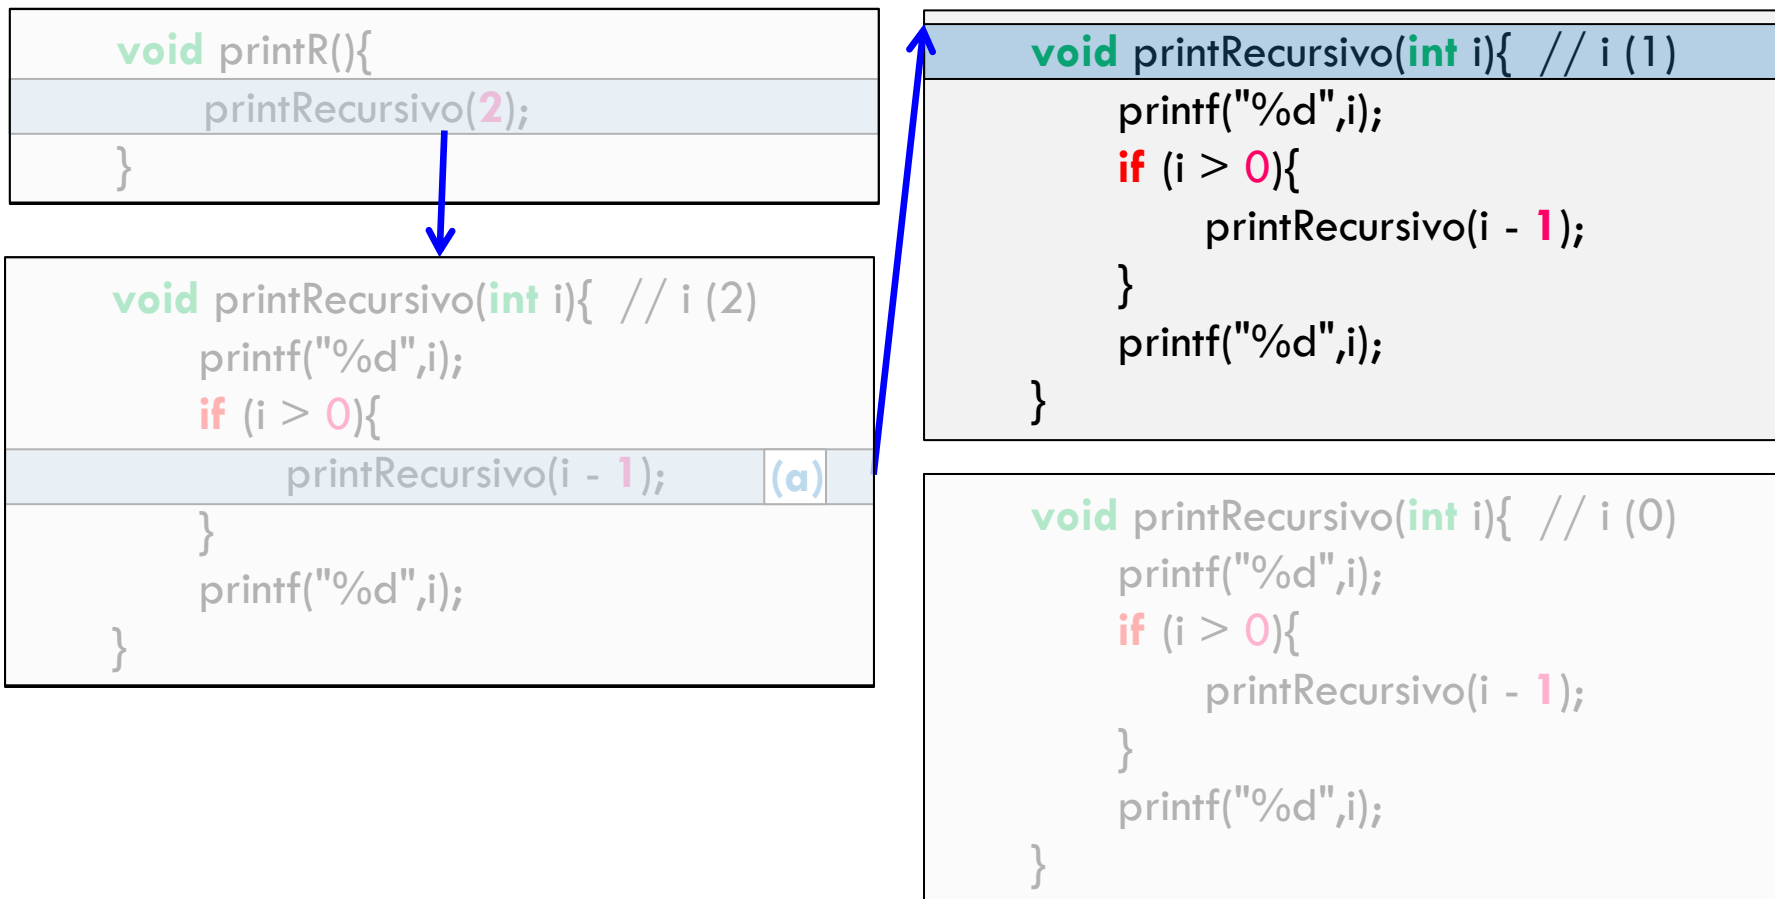 void printR(){
printRecursivo(2);
}
void printRecursivo(int i){ // i (2)
printf("%d",i);
if (i > 0){
printRecursivo(i - 1); (a)
}
printf("%d",i);
}
void printRecursivo(int i){ // i (1)
printf("%d",i);
if (i > 0){
printRecursivo(i - 1);
}
printf("%d",i);
}
void printRecursivo(int i){ // i (0)
printf("%d",i);
if (i > 0){
printRecursivo(i - 1);
}
printf("%d",i);
}